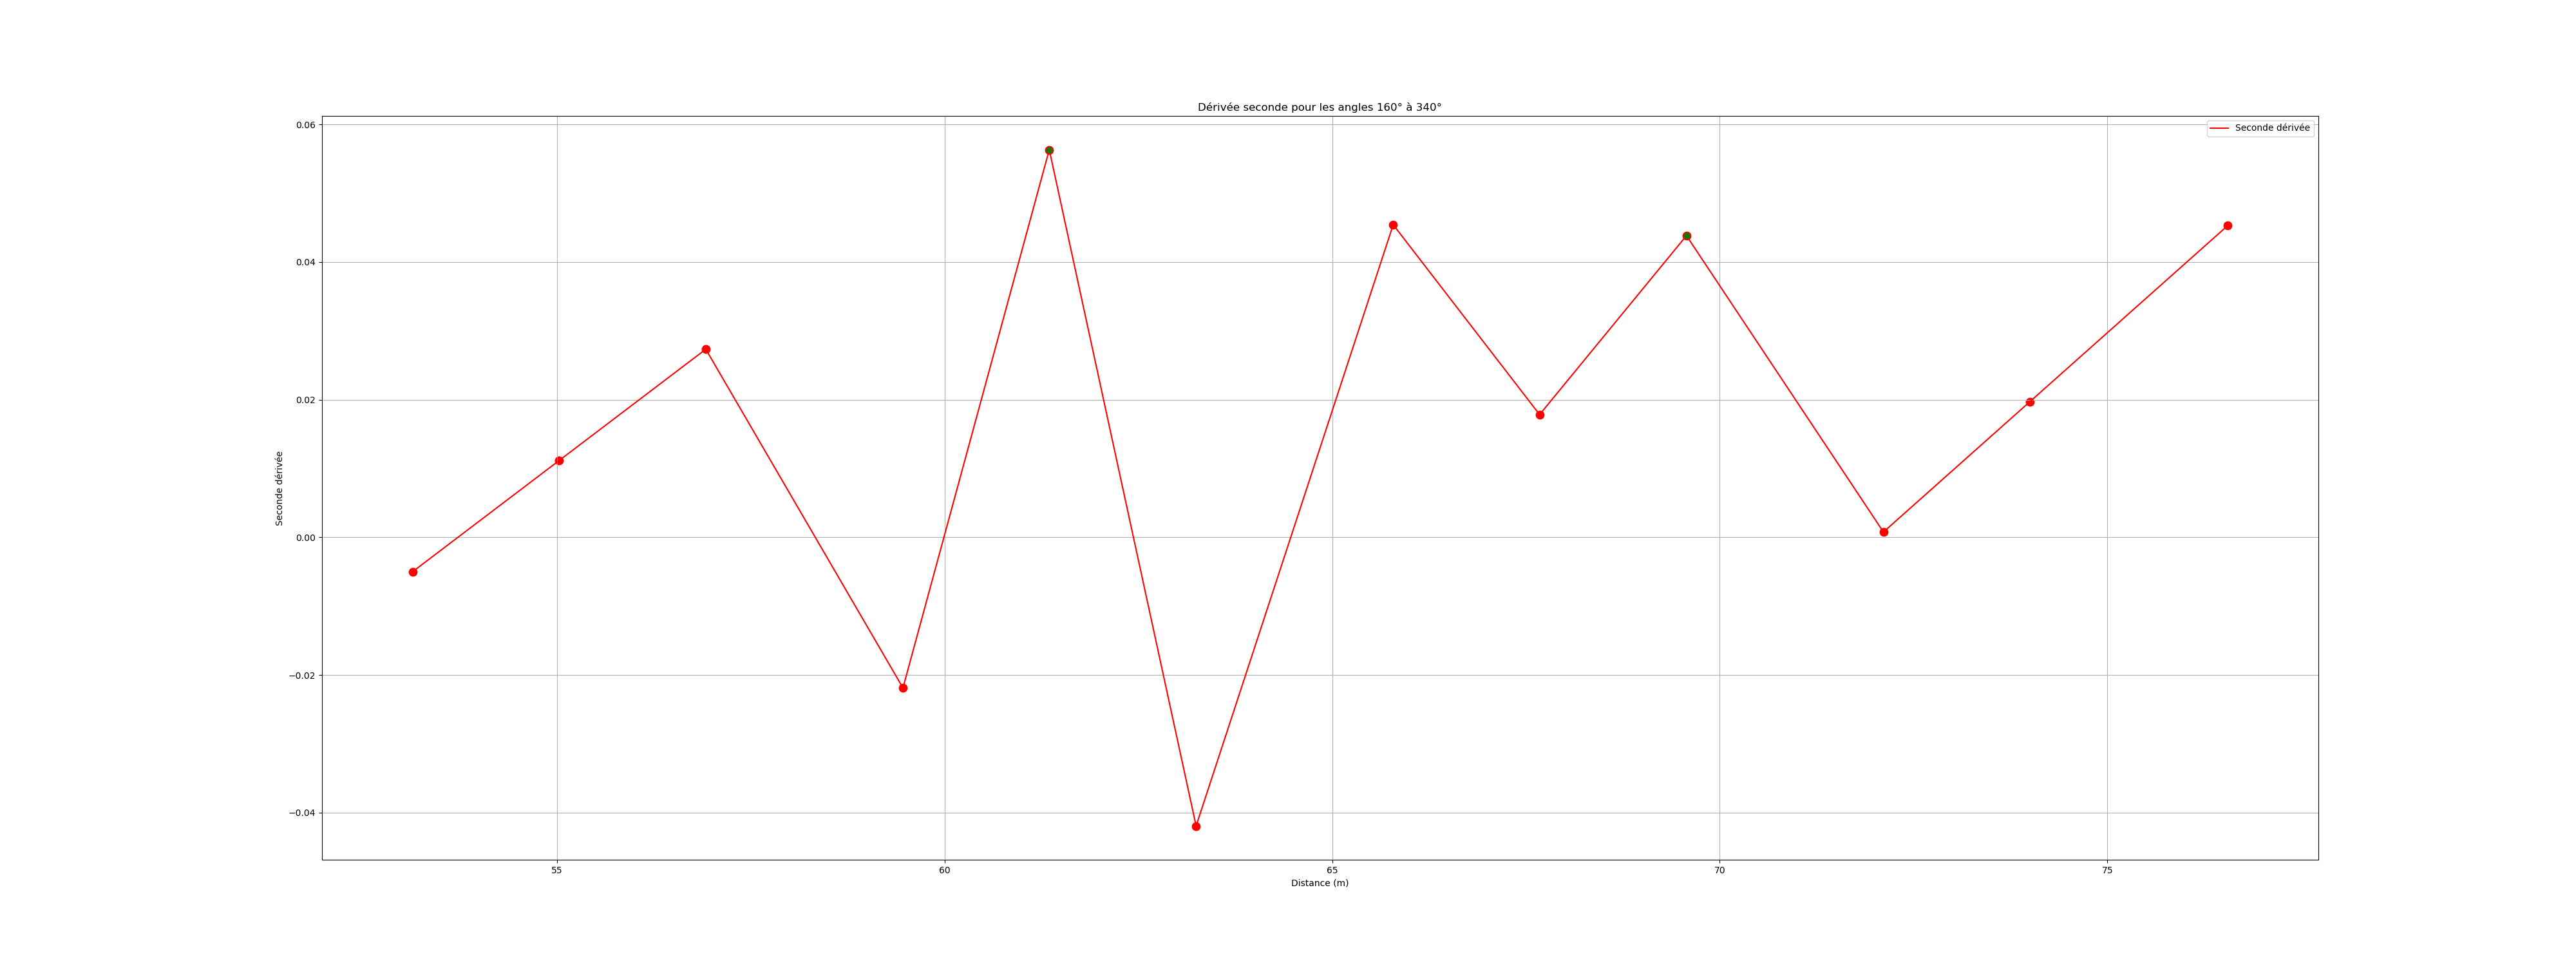 Dérivée seconde pour les angles 160° à 340°
Seconde dérivée
0.06
0.04
0.02
0.00
−0.02
−0.04
Seconde dérivée
55
60
65
70
75
Distance (m)